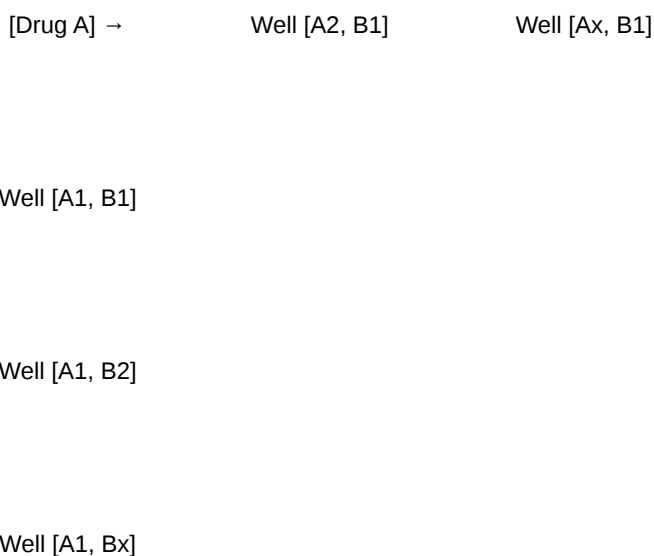 [Drug A] → Well [A2, B1] Well [Ax, B1]
Well [A1, B1]
Well [A1, B2]
Well [A1, Bx]